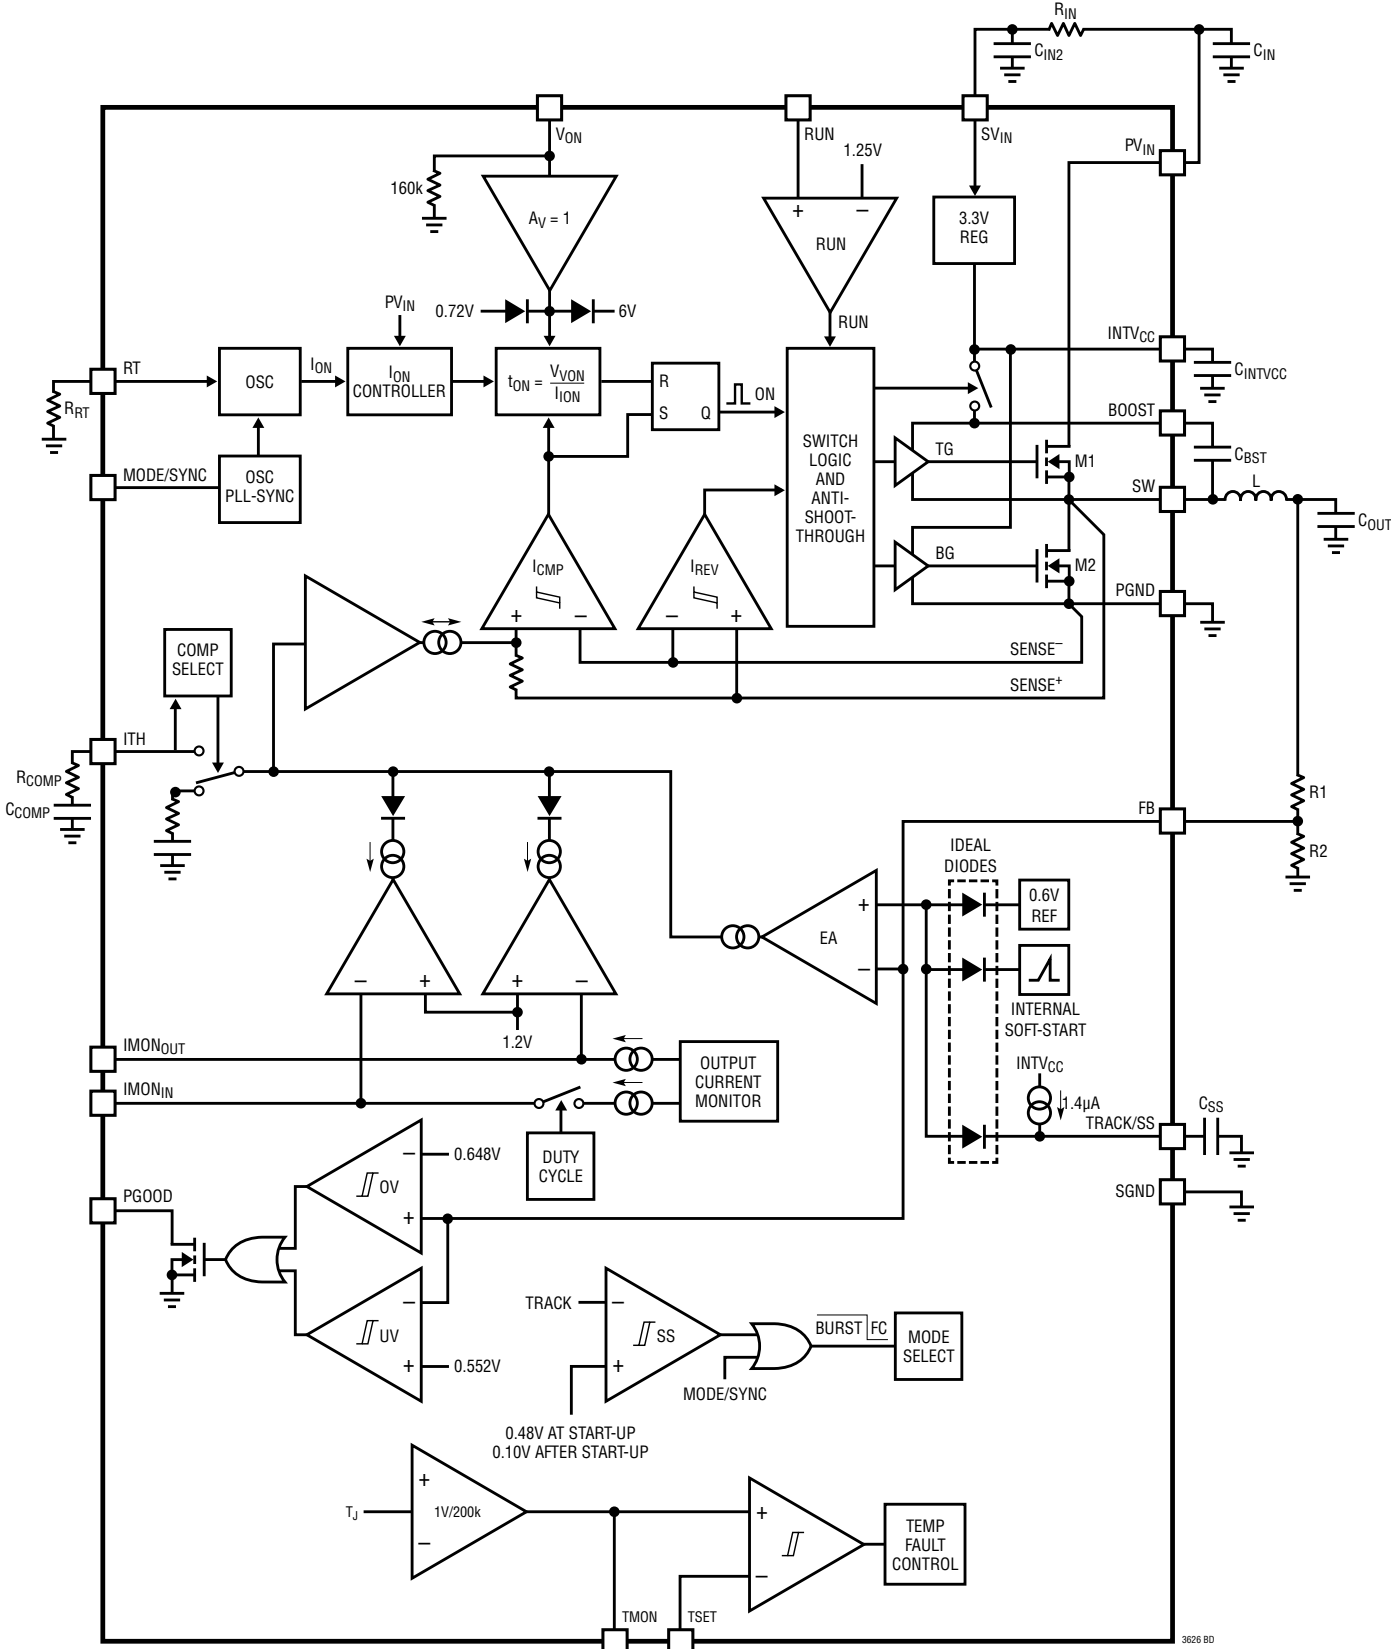 RIN
CIN2
CIN
VON
RUN
SVIN
1.25V
PVIN
160k
AV = 1
+
–
RUN
3.3V
REG
PVIN
0.72V
6V
RUN
INTVCC
RT
OSC
ION
ION
CONTROLLER
tON = VVON
IION
R
S
Q
ON
CINTVCC
RRT
BOOST
SWITCH
LOGIC
AND
ANTI-
SHOOT-
THROUGH
TG
M1
CBST
MODE/SYNC
OSC
PLL-SYNC
SW
L
COUT
ICMP
IREV
BG
M2
PGND
+
–
–
+
COMP
SELECT
SENSE–
SENSE+
ITH
RCOMP
CCOMP
R1
FB
R2
IDEAL
DIODES
+
EA
–
0.6V
REF
–
+
+
–
INTERNAL
SOFT-START
1.2V
IMONOUT
OUTPUT
CURRENT
MONITOR
INTVCC
IMONIN
1.4µA
TRACK/SS
CSS
–
0.648V
DUTY
CYCLE
OV
PGOOD
SGND
+
–
TRACK
–
UV
SS
BURST FC
MODE
SELECT
+
0.552V
+
MODE/SYNC
0.48V AT START-UP
0.10V AFTER START-UP
+
TJ
1V/200k
–
+
–
TEMP
FAULT
CONTROL
TMON
TSET
3626 BD